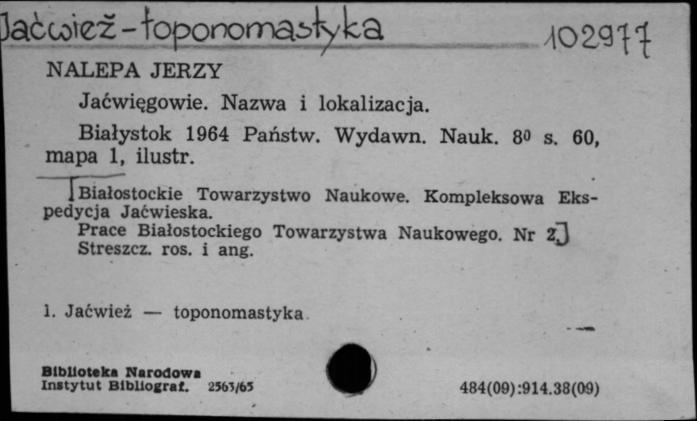 Jaćwież – toponomastyka
102977
NALEPA JERZY
Jaćwięgowie. Nazwa i lokalizacja.
Białystok 1964 Państw. Wydawn. Nauk. 8⁰ s. 60,
mapa 1, ilustr.
[Białostockie Towarzystwo Naukowe. Kompleksowa Eks-
pedycja Jaćwieska.
Prace Białostockiego Towarzystwa Naukowego. Nr 2.]
Streszcz. ros. i ang.
1. Jaćwież — toponomastyka.
Biblioteka Narodowa
Instytut Bibliograf. 2563/65
484(09):914.38(09)